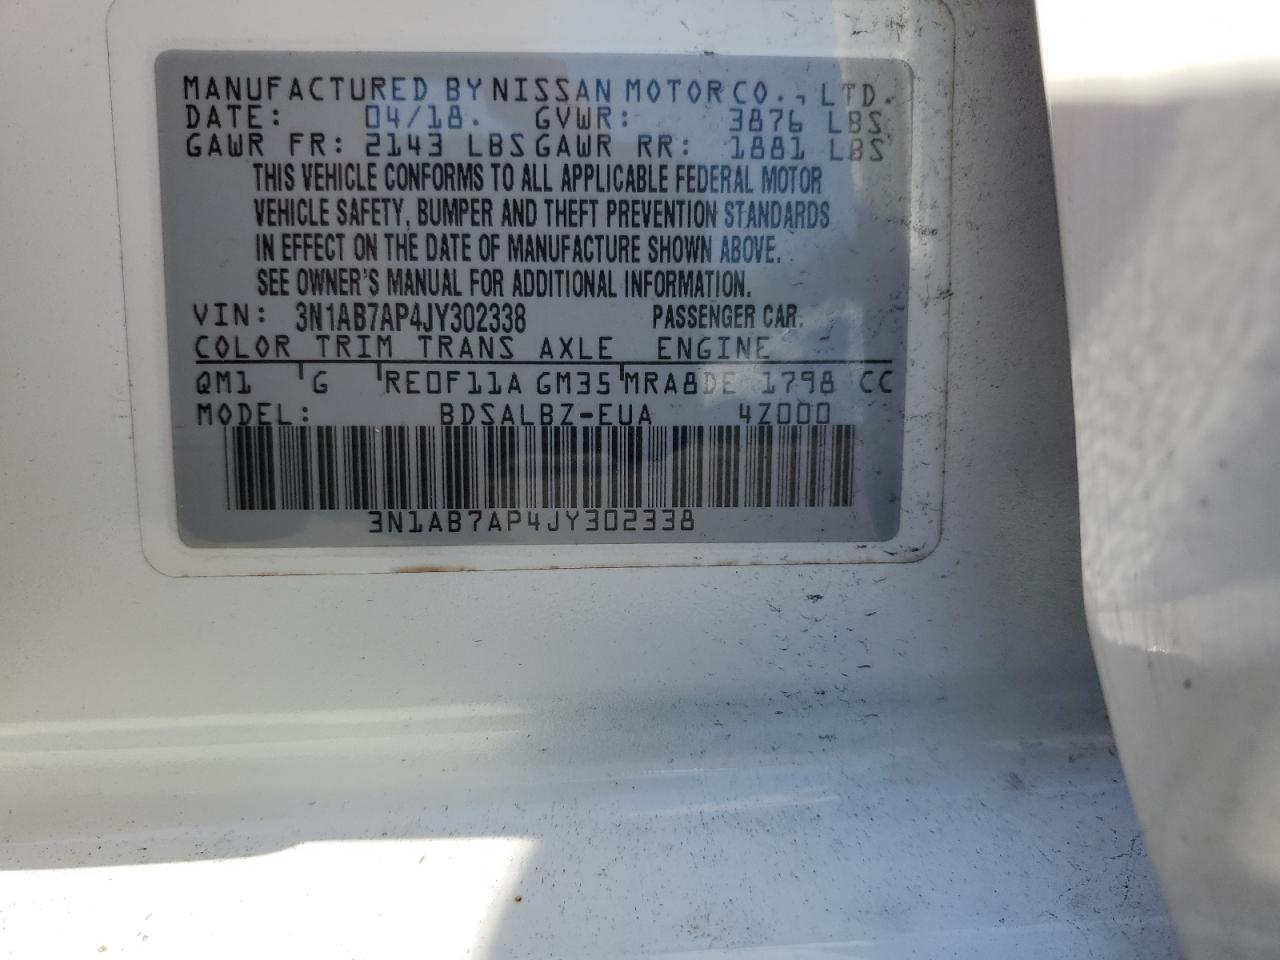 MANUFACTURED BY NISSAN MOTOR CO., LTD.
DATE: 04/18. GVWR: 3876 LBS
GAWR FR: 2143 LBS GAWR RR: 1881 LBS
THIS VEHICLE CONFORMS TO ALL APPLICABLE FEDERAL MOTOR
VEHICLE SAFETY, BUMPER AND THEFT PREVENTION STANDARDS
IN EFFECT ON THE DATE OF MANUFACTURE SHOWN ABOVE.
SEE OWNER'S MANUAL FOR ADDITIONAL INFORMATION.
VIN: 3N1AB7AP4JY302338 PASSENGER CAR.
COLOR TRIM TRANS AXLE ENGINE
QM1 G RE0F11A GM35 MRA8DE 1798 CC
MODEL: BDSALBZ-EUA 4Z000
3N1AB7AP4JY302338